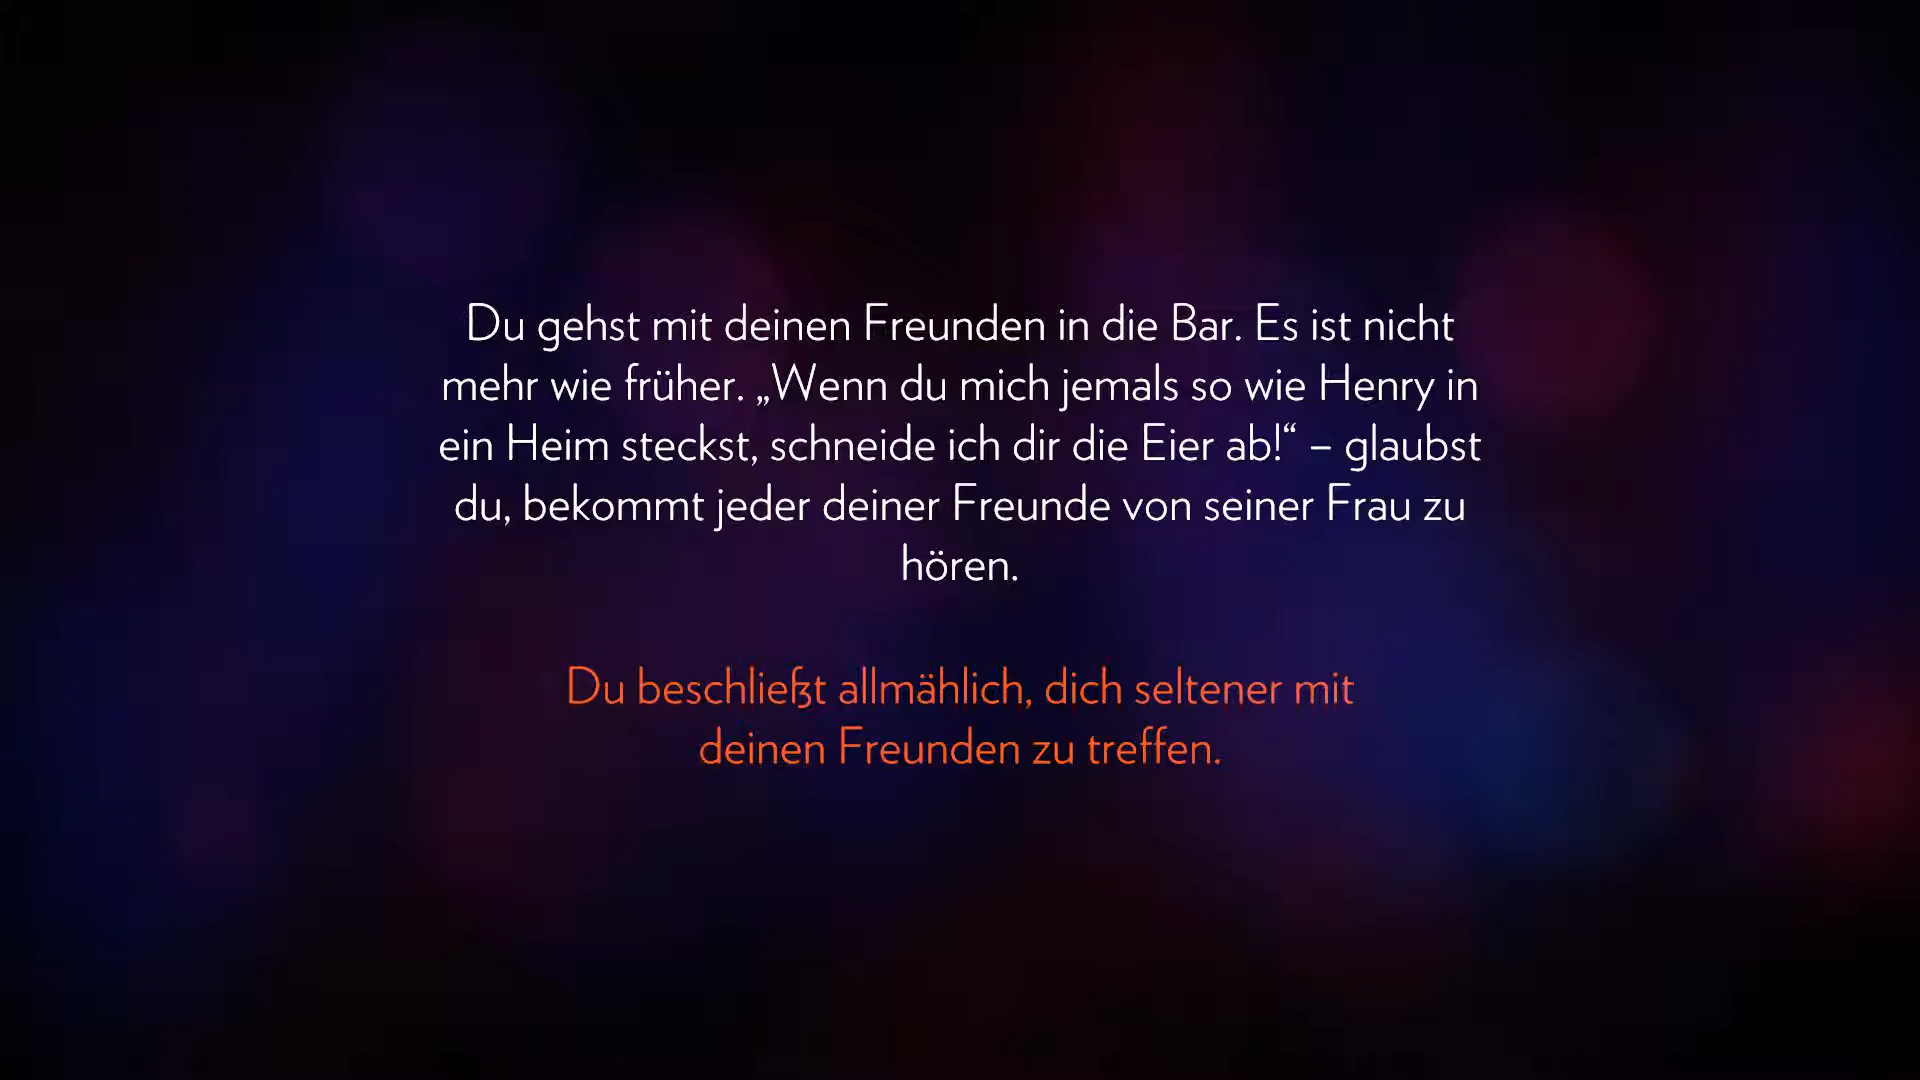 Du gehst mit deinen Freunden in die Bar. Es ist nicht
mehr wie früher. „Wenn du mich jemals so wie Henry in
ein Heim steckst, schneide ich dir die Eier ab!“ – glaubst
du, bekommt jeder deiner Freunde von seiner Frau zu
hören.
Du beschließt allmählich, dich seltener mit
deinen Freunden zu treffen.